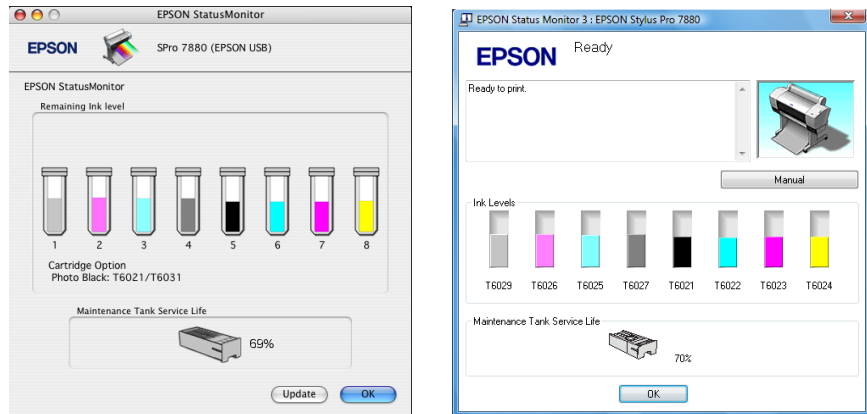 EPSON StatusMonitor
EPSON
SPro 7880 (EPSON USB)
EPSON StatusMonitor
Remaining Ink level
1 2 3 4 5 6 7 8
Cartridge Option
Photo Black: T6021/T6031
Maintenance Tank Service Life
69%
Update OK
EPSON Status Monitor 3 : EPSON Stylus Pro 7880
EPSON
Ready
Ready to print.
Manual
Ink Levels
T6029 T6026 T6025 T6027 T6021 T6022 T6023 T6024
Maintenance Tank Service Life
70%
OK